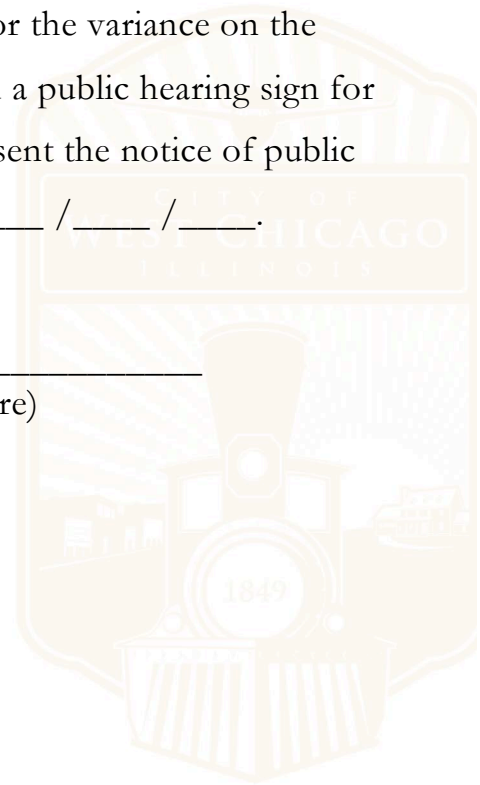 or the variance on the
a public hearing sign for
sent the notice of public
___ /____ /____.
CITY OF
WEST CHICAGO
ILLINOIS
____________
re)
1849